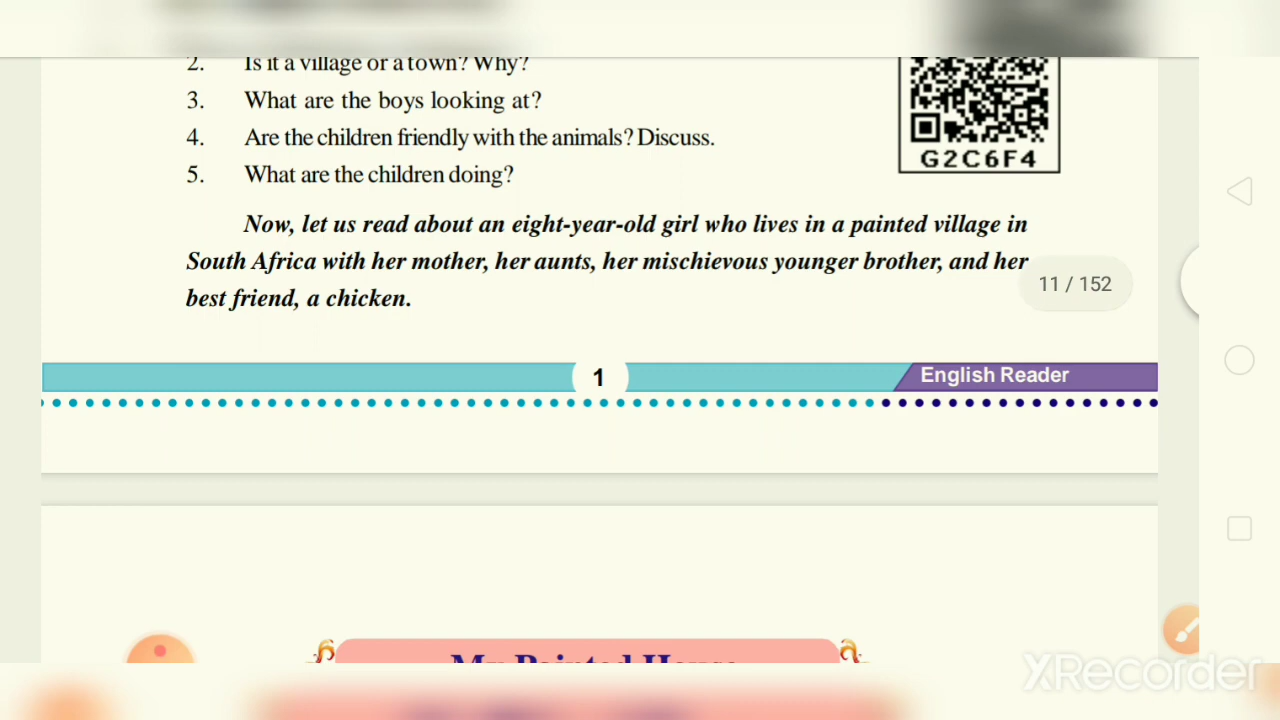 2. Is it a village or a town? Why?
3. What are the boys looking at?
4. Are the children friendly with the animals? Discuss.
5. What are the children doing?
G2C6F4
Now, let us read about an eight-year-old girl who lives in a painted village in
South Africa with her mother, her aunts, her mischievous younger brother, and her
best friend, a chicken.
11 / 152
1
English Reader
My Painted House
XRecorder